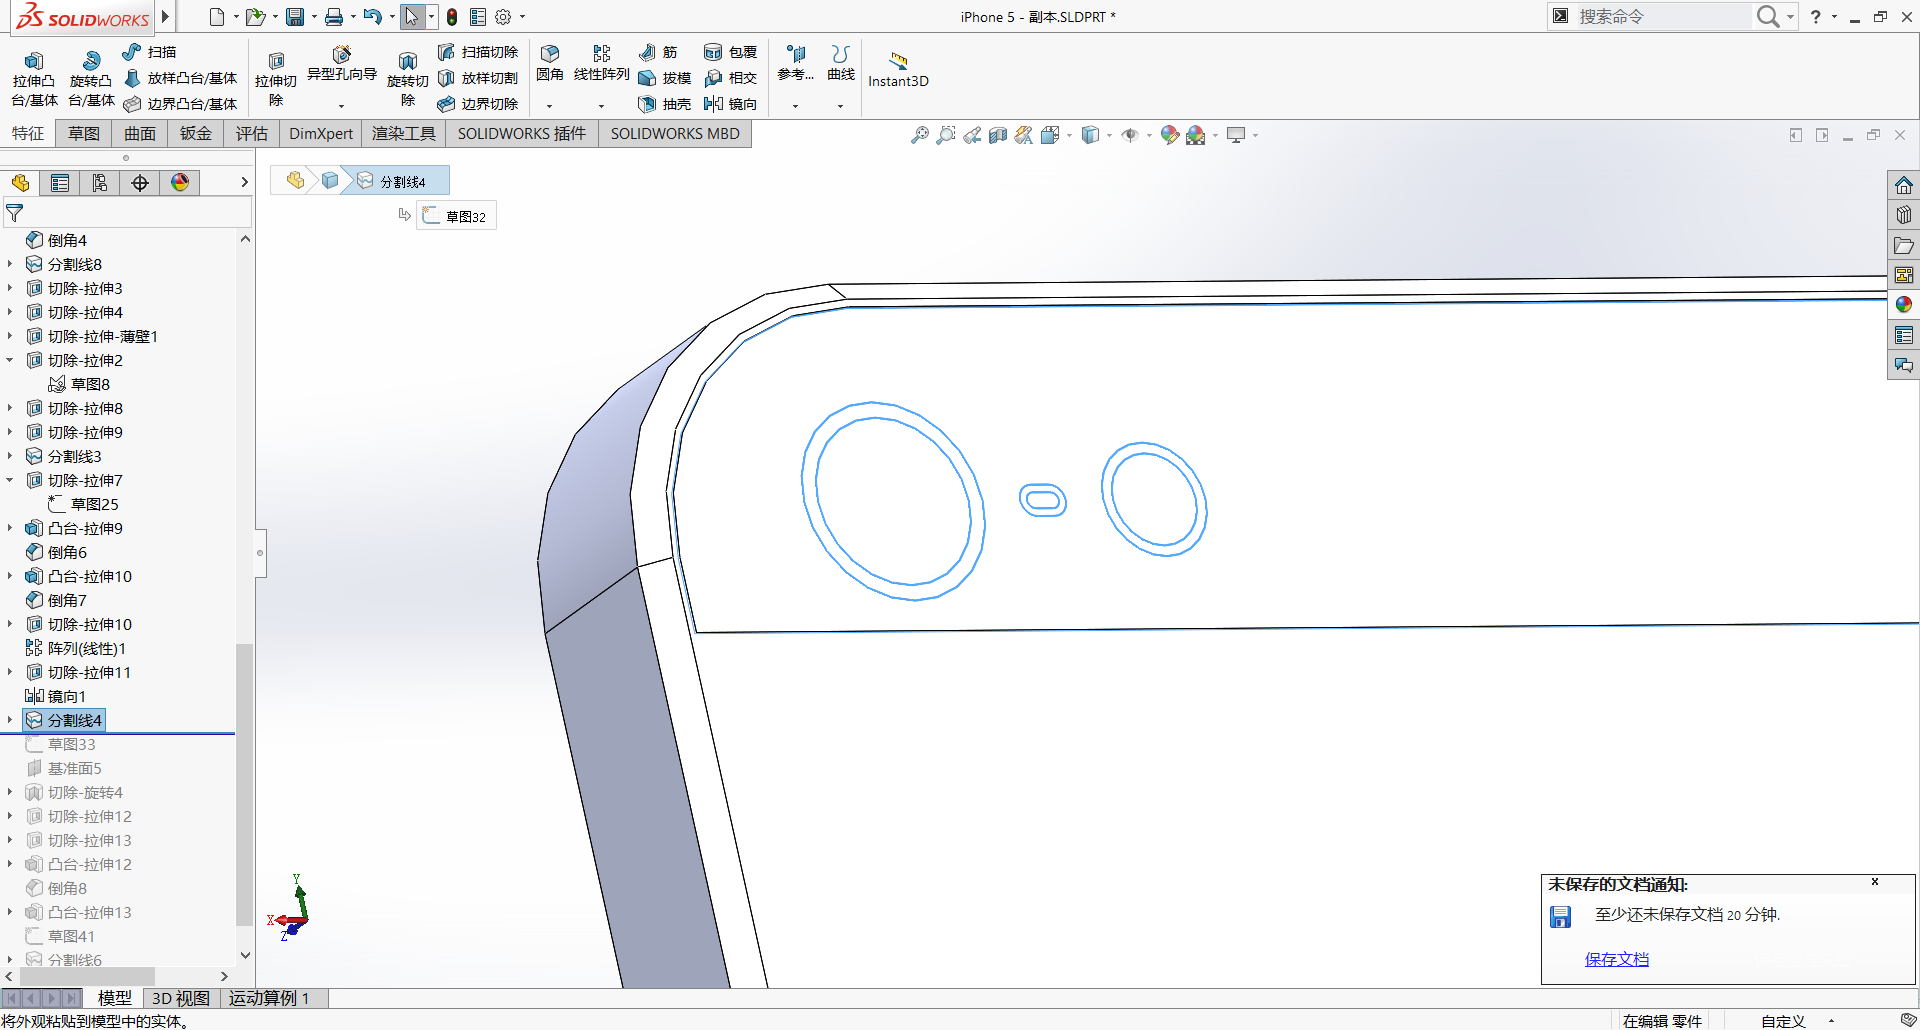 SOLIDWORKS
iPhone 5 - 副本.SLDPRT *
搜索命令
?
拉伸凸台/基体
旋转凸台/基体
扫描
放样凸台/基体
边界凸台/基体
拉伸切除
异型孔向导
旋转切除
扫描切除
放样切割
边界切除
圆角
线性阵列
筋
拔模
抽壳
包覆
相交
镜向
参考...
曲线
Instant3D
特征
草图
曲面
钣金
评估
DimXpert
渲染工具
SOLIDWORKS 插件
SOLIDWORKS MBD
分割线4
草图32
倒角4
分割线8
切除-拉伸3
切除-拉伸4
切除-拉伸-薄壁1
切除-拉伸2
草图8
切除-拉伸8
切除-拉伸9
分割线3
切除-拉伸7
草图25
凸台-拉伸9
倒角6
凸台-拉伸10
倒角7
切除-拉伸10
阵列(线性)1
切除-拉伸11
镜向1
分割线4
草图33
基准面5
切除-旋转4
切除-拉伸12
切除-拉伸13
凸台-拉伸12
倒角8
凸台-拉伸13
草图41
分割线6
Y
X
Z
未保存的文档通知:
x
至少还未保存文档 20 分钟.
保存文档
模型
3D 视图
运动算例 1
将外观粘贴到模型中的实体。
在编辑 零件
自定义